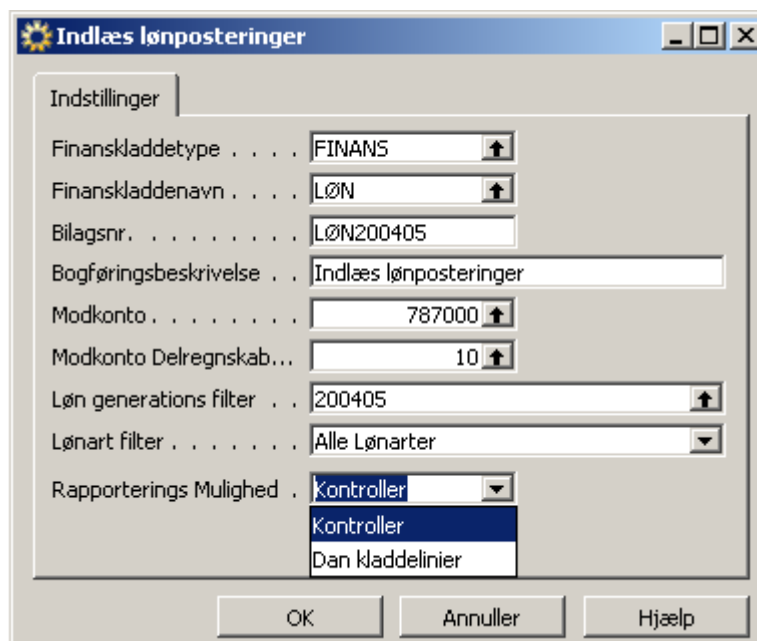 Indlæs lønposteringer
Indstillinger
Finanskladdetype . . . . FINANS
Finanskladdenavn . . . . LØN
Bilagsnr. . . . . . . . . LØN200405
Bogføringsbeskrivelse . . Indlæs lønposteringer
Modkonto . . . . . . . . 787000
Modkonto Delregnskab... 10
Løn generations filter . . 200405
Lønart filter . . . . . . . Alle Lønarter
Rapporterings Mulighed . Kontroller
Kontroller
Dan kladdelinier
OK Annuller Hjælp